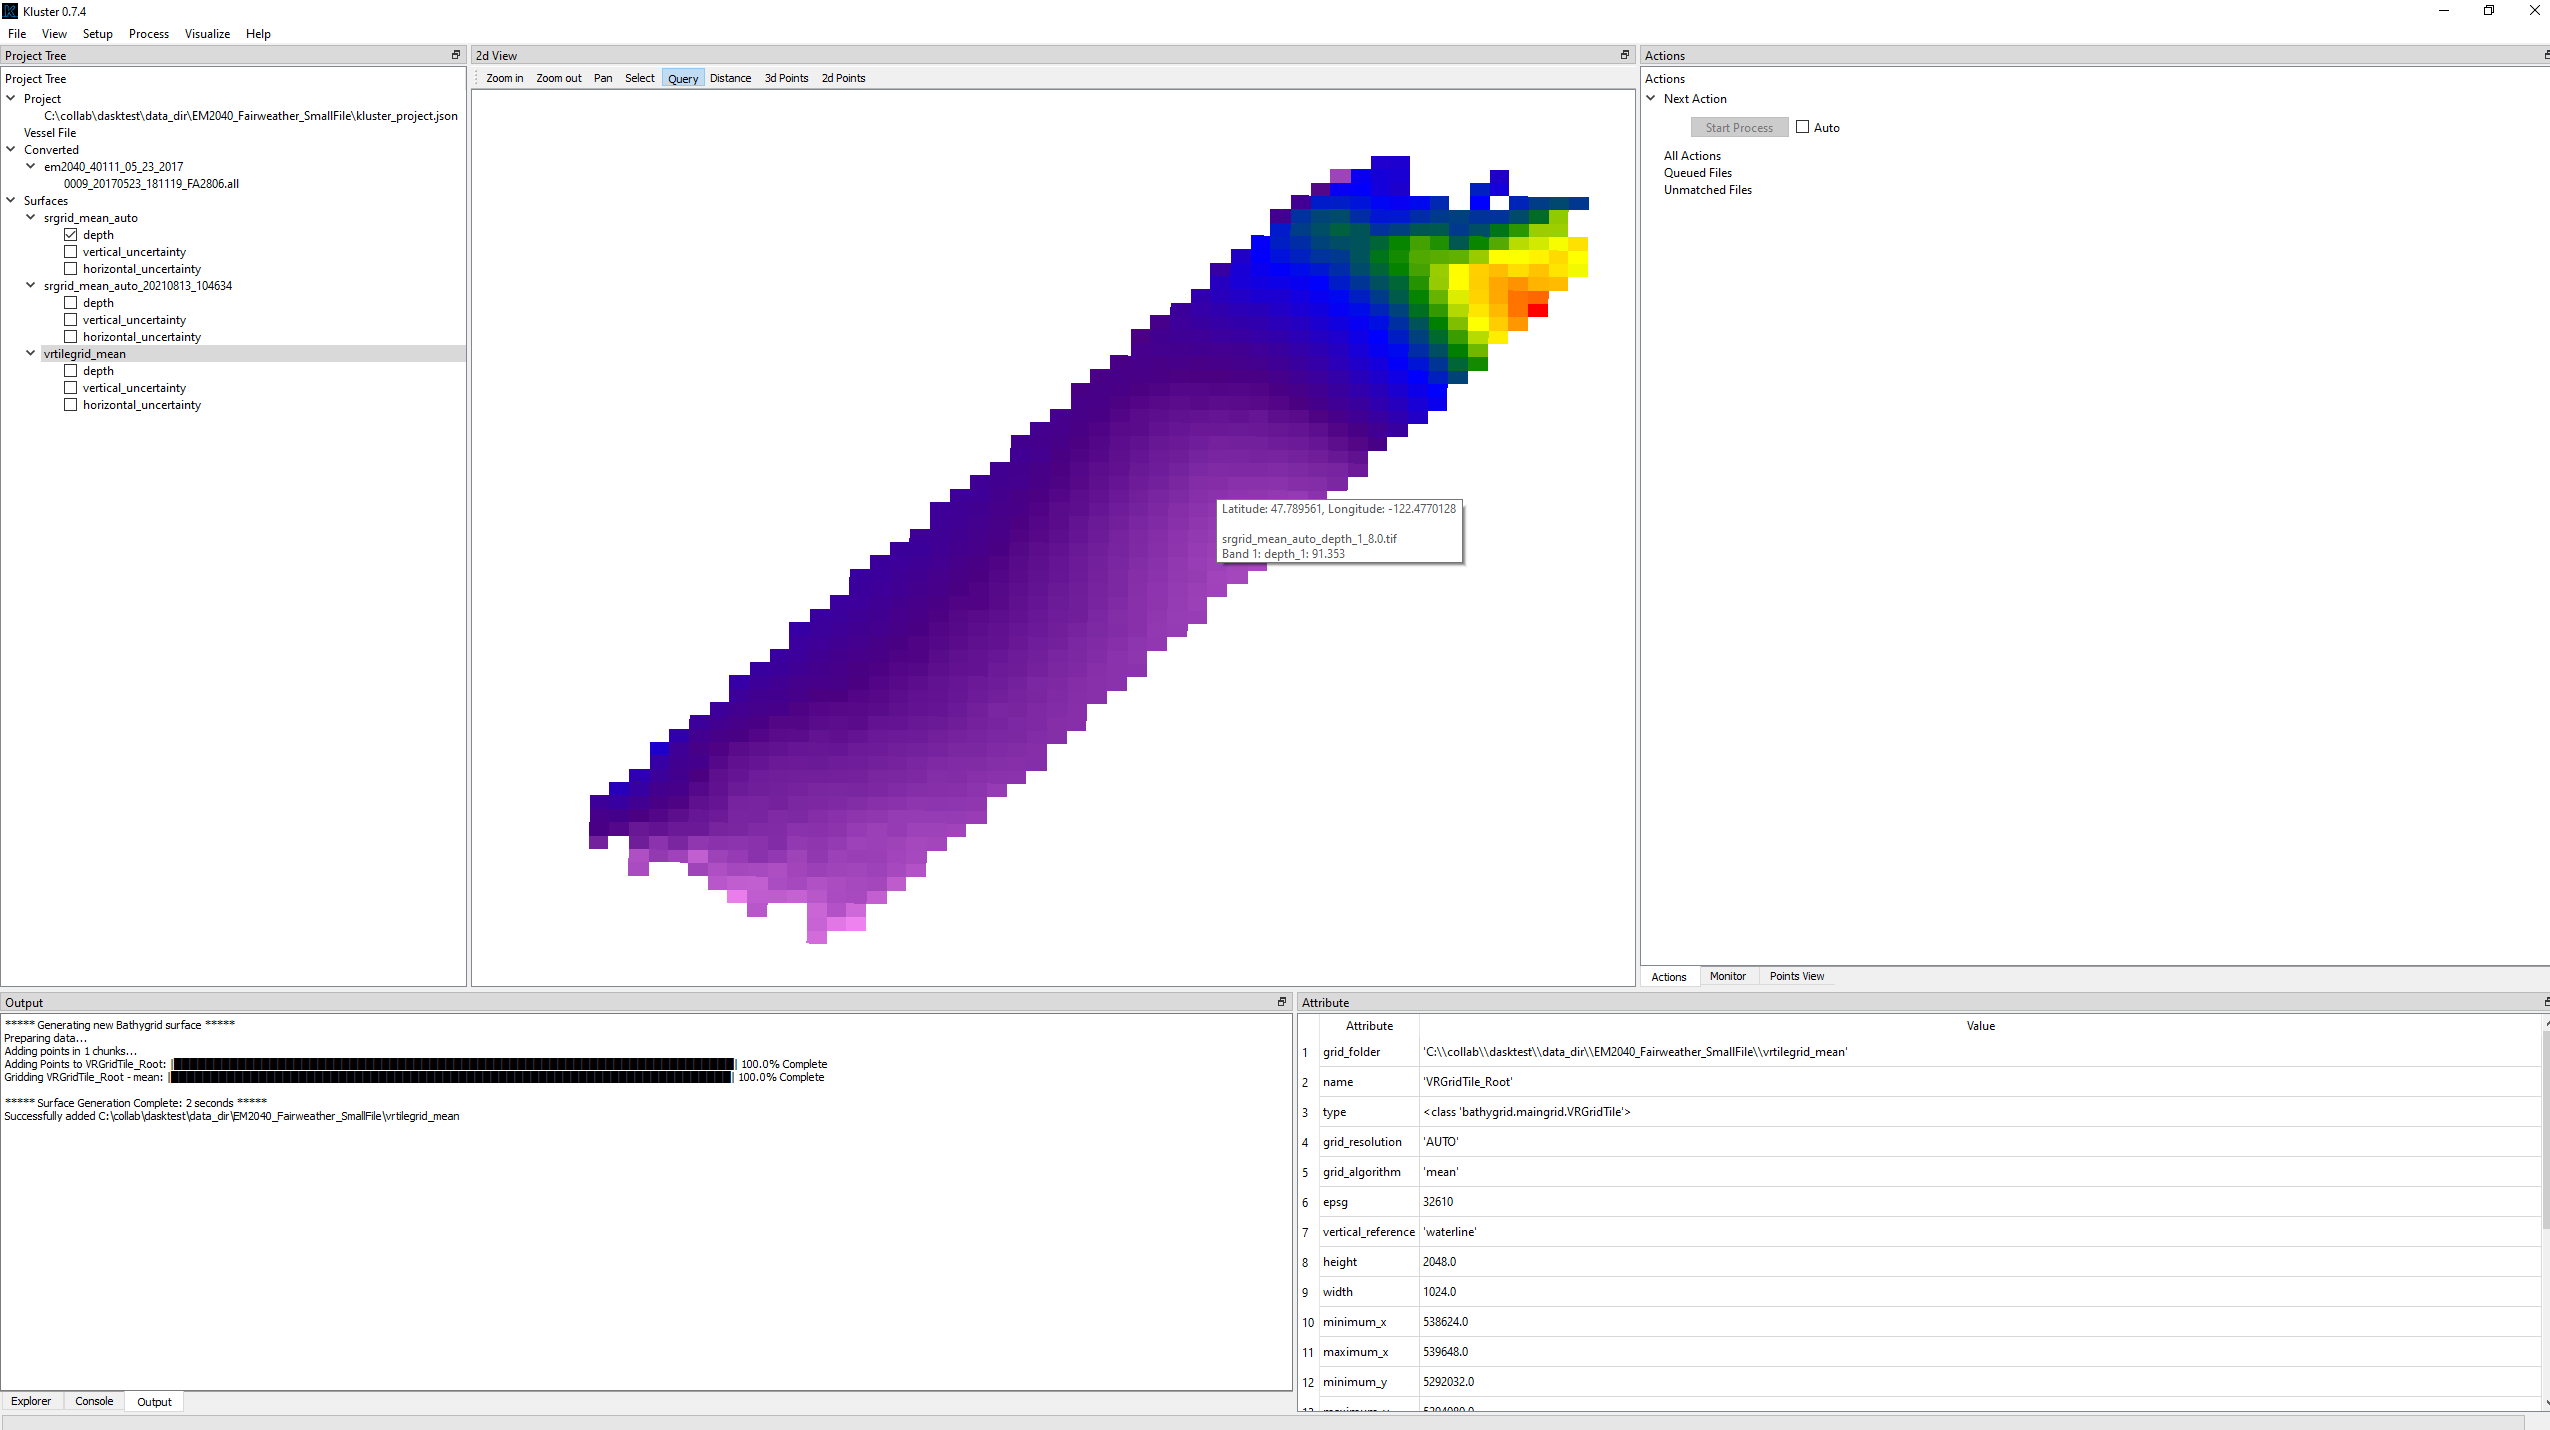 Kluster 0.7.4
File View Setup Process Visualize Help
Project Tree
Project Tree
Project
C:\collab\dasktest\data_dir\EM2040_Fairweather_SmallFile\kluster_project.json
Vessel File
Converted
em2040_40111_05_23_2017
0009_20170523_181119_FA2806.all
Surfaces
srgrid_mean_auto
depth
vertical_uncertainty
horizontal_uncertainty
srgrid_mean_auto_20210813_104634
depth
vertical_uncertainty
horizontal_uncertainty
vrtilegrid_mean
depth
vertical_uncertainty
horizontal_uncertainty
2d View
Zoom in Zoom out Pan Select Query Distance 3d Points 2d Points
Latitude: 47.789561, Longitude: -122.4770128
srgrid_mean_auto_depth_1_8.0.tif
Band 1: depth_1: 91.353
Actions
Actions
Next Action
Start Process Auto
All Actions
Queued Files
Unmatched Files
Actions Monitor Points View
Output
***** Generating new Bathygrid surface *****
Preparing data...
Adding points in 1 chunks...
Adding Points to VRGridTile_Root: 100.0% Complete
Gridding VRGridTile_Root - mean: 100.0% Complete
***** Surface Generation Complete: 2 seconds *****
Successfully added C:\collab\dasktest\data_dir\EM2040_Fairweather_SmallFile\vrtilegrid_mean
Explorer Console Output
Attribute
Attribute Value
1 grid_folder 'C:\\collab\\dasktest\\data_dir\\EM2040_Fairweather_SmallFile\\vrtilegrid_mean'
2 name 'VRGridTile_Root'
3 type <class 'bathygrid.maingrid.VRGridTile'>
4 grid_resolution 'AUTO'
5 grid_algorithm 'mean'
6 epsg 32610
7 vertical_reference 'waterline'
8 height 2048.0
9 width 1024.0
10 minimum_x 538624.0
11 maximum_x 539648.0
12 minimum_y 5292032.0